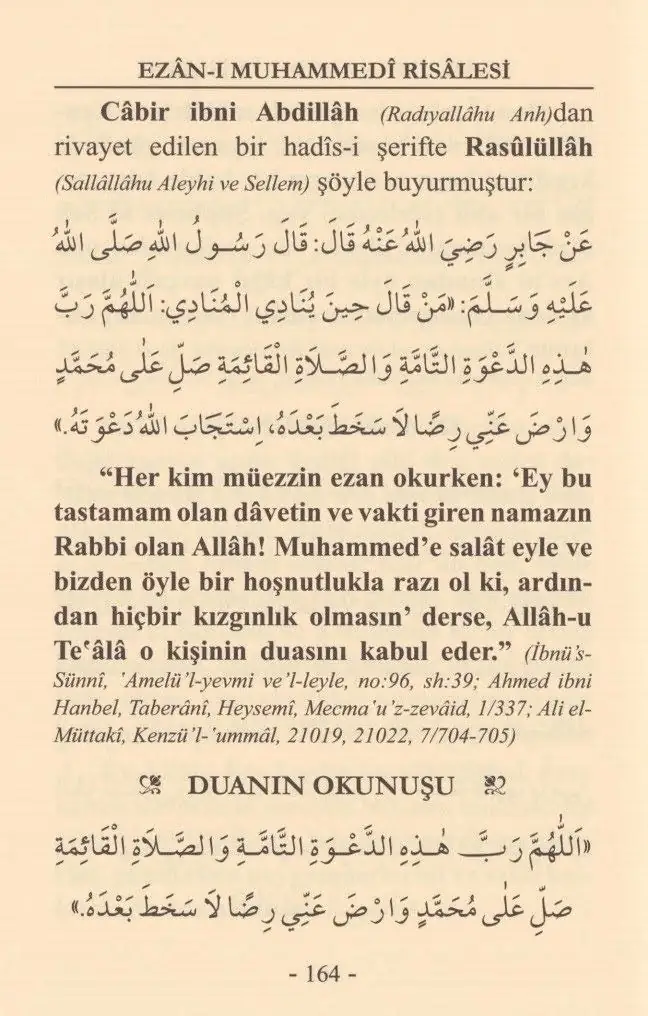 EZÂN-I MUHAMMEDÎ RİSÂLESİ
Câbir ibni Abdillâh (Radıyallâhu Anh)dan
rivayet edilen bir hadîs-i şerifte Rasûlüllâh
(Sallâllâhu Aleyhi ve Sellem) şöyle buyurmuştur:
عَنْ جَابِرٍ رَضِيَ اللّٰهُ عَنْهُ قَالَ: قَالَ رَسُولُ اللّٰهِ صَلَّى اللّٰهُ
عَلَيْهِ وَسَلَّمَ: «مَنْ قَالَ حِينَ يُنَادِي الْمُنَادِي: اَللّٰهُمَّ رَبَّ
هٰذِهِ الدَّعْوَةِ التَّامَّةِ وَالصَّلَاةِ الْقَائِمَةِ صَلِّ عَلٰى مُحَمَّدٍ
وَارْضَ عَنِّي رِضًا لَا سَخَطَ بَعْدَهُ، اِسْتَجَابَ اللّٰهُ دَعْوَتَهُ.»
“Her kim müezzin ezan okurken: ‘Ey bu
tastamam olan dâvetin ve vakti giren namazın
Rabbi olan Allâh! Muhammed’e salât eyle ve
bizden öyle bir hoşnutlukla razı ol ki, ardın-
dan hiçbir kızgınlık olmasın’ derse, Allâh-u
Te‘âlâ o kişinin duasını kabul eder.” (İbnü’s-
Sünnî, ‘Amelü’l-yevmi ve’l-leyle, no:96, sh:39; Ahmed ibni
Hanbel, Taberânî, Heysemî, Mecma‘u’z-zevâid, 1/337; Ali el-
Müttakî, Kenzü’l-‘ummâl, 21019, 21022, 7/704-705)
DUANIN OKUNUŞU
«اَللّٰهُمَّ رَبَّ هٰذِهِ الدَّعْوَةِ التَّامَّةِ وَالصَّلَاةِ الْقَائِمَةِ
صَلِّ عَلٰى مُحَمَّدٍ وَارْضَ عَنِّي رِضًا لَا سَخَطَ بَعْدَهُ.»
- 164 -